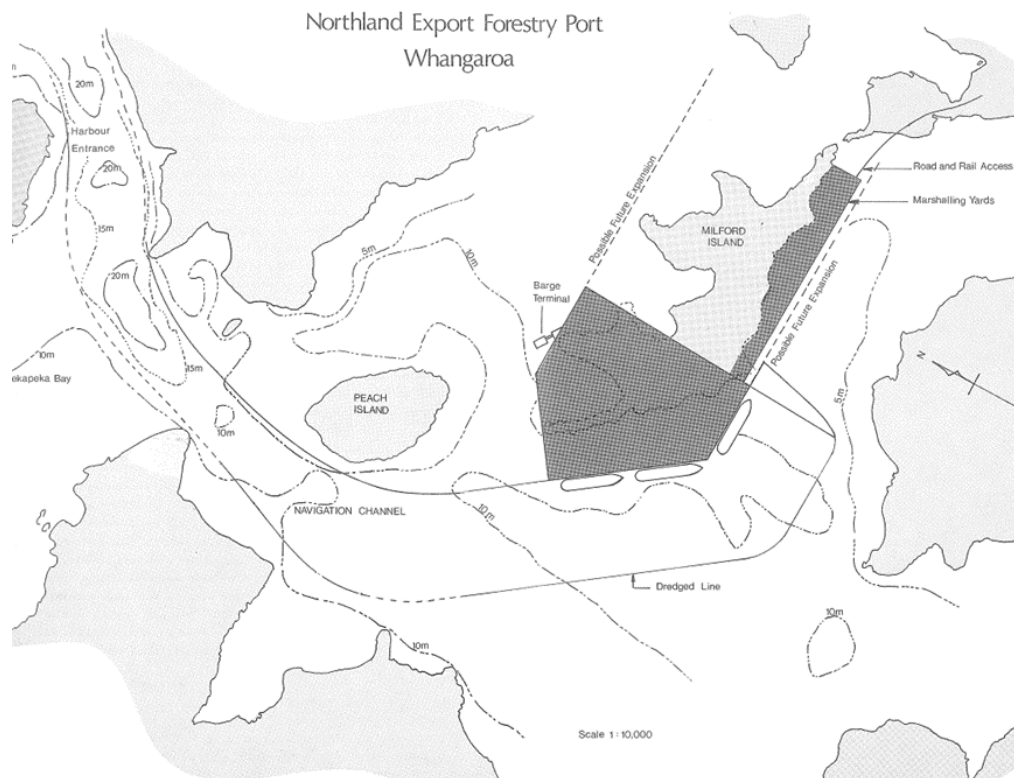 Northland Export Forestry Port
Whangaroa
20m
Harbour
Entrance
20m
15m
20m
15m
10m
ekapeka Bay
10m
5m
10m
Possible Future Expansion
Barge
Terminal
MILFORD
ISLAND
Road and Rail Access
Marshalling Yards
Possible Future Expansion
N
5m
PEACH
ISLAND
NAVIGATION CHANNEL
10m
Dredged Line
10m
10m
Scale 1:10,000